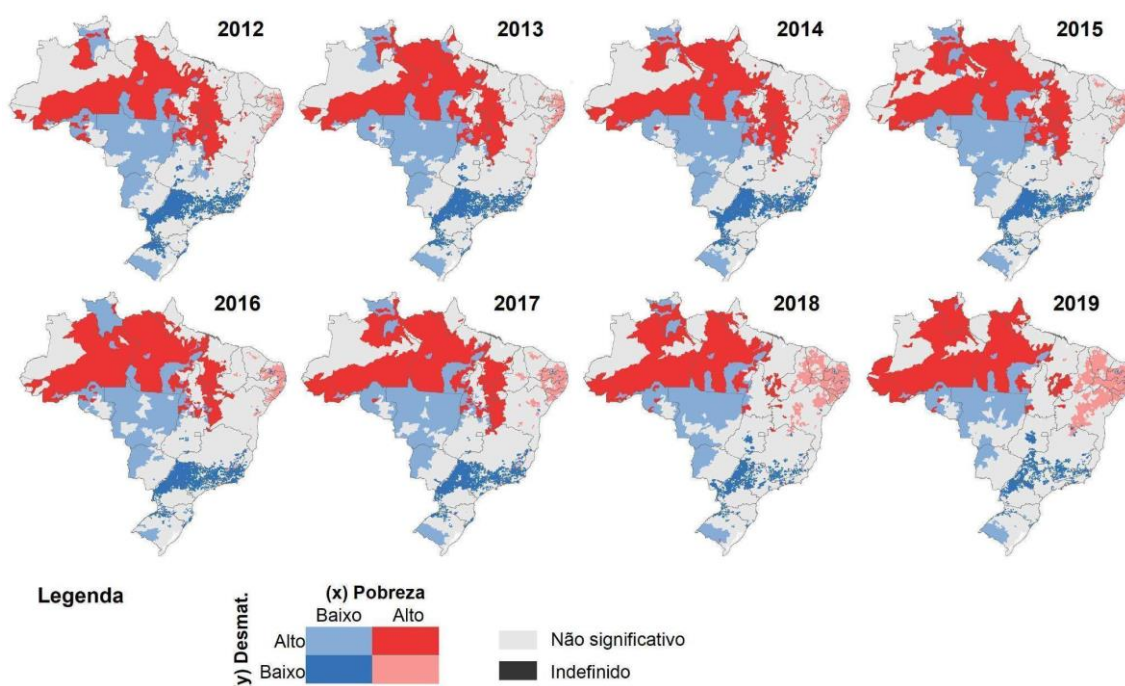 2012
2013
2014
2015
2016
2017
2018
2019
Legenda
(x) Pobreza
Baixo Alto
y) Desmat.
Alto
Baixo
Não significativo
Indefinido